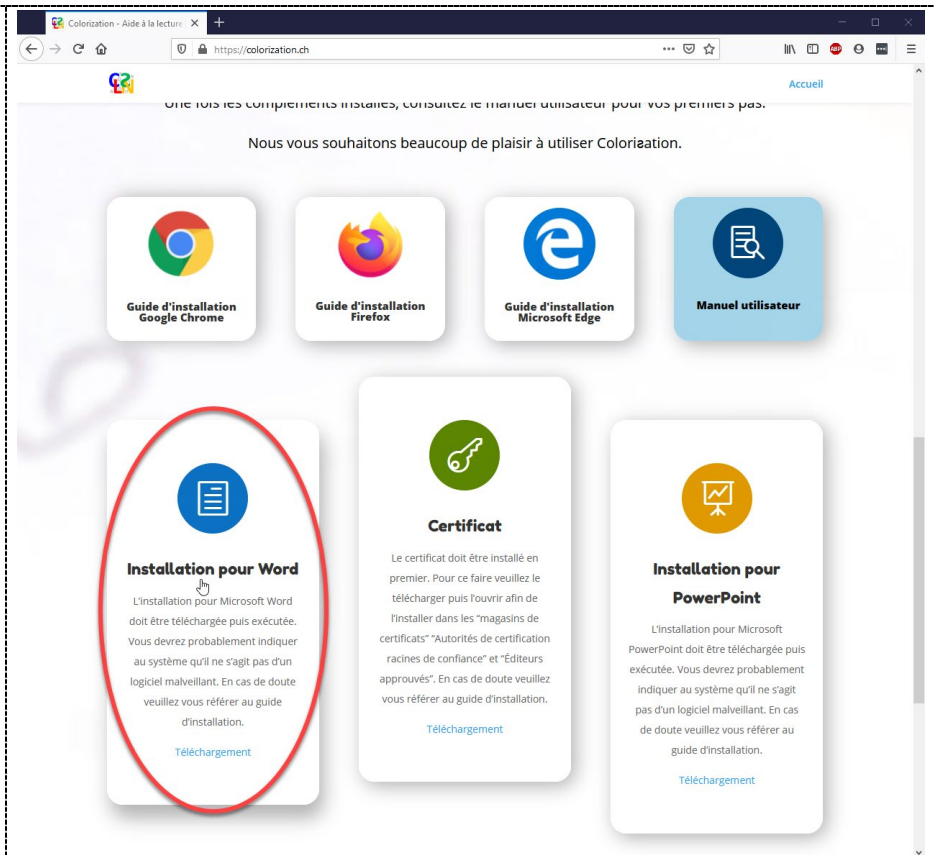 Colorization - Aide à la lecture
https://colorization.ch
Accueil
Une fois les compléments installés, consultez le manuel utilisateur pour vos premiers pas.
Nous vous souhaitons beaucoup de plaisir à utiliser Colorisation.
Guide d'installation
Google Chrome
Guide d'installation
Firefox
Guide d'installation
Microsoft Edge
Manuel utilisateur
Installation pour Word
L'installation pour Microsoft Word
doit être téléchargée puis exécutée.
Vous devrez probablement indiquer
au système qu'il ne s'agit pas d'un
logiciel malveillant. En cas de doute
veuillez vous référer au guide
d'installation.
Téléchargement
Certificat
Le certificat doit être installé en
premier. Pour ce faire veuillez le
télécharger puis l'ouvrir afin de
l'installer dans les "magasins de
certificats" "Autorités de certification
racines de confiance" et "Éditeurs
approuvés". En cas de doute veuillez
vous référer au guide d'installation.
Téléchargement
Installation pour
PowerPoint
L'installation pour Microsoft
PowerPoint doit être téléchargée puis
exécutée. Vous devrez probablement
indiquer au système qu'il ne s'agit
pas d'un logiciel malveillant. En cas
de doute veuillez vous référer au
guide d'installation.
Téléchargement